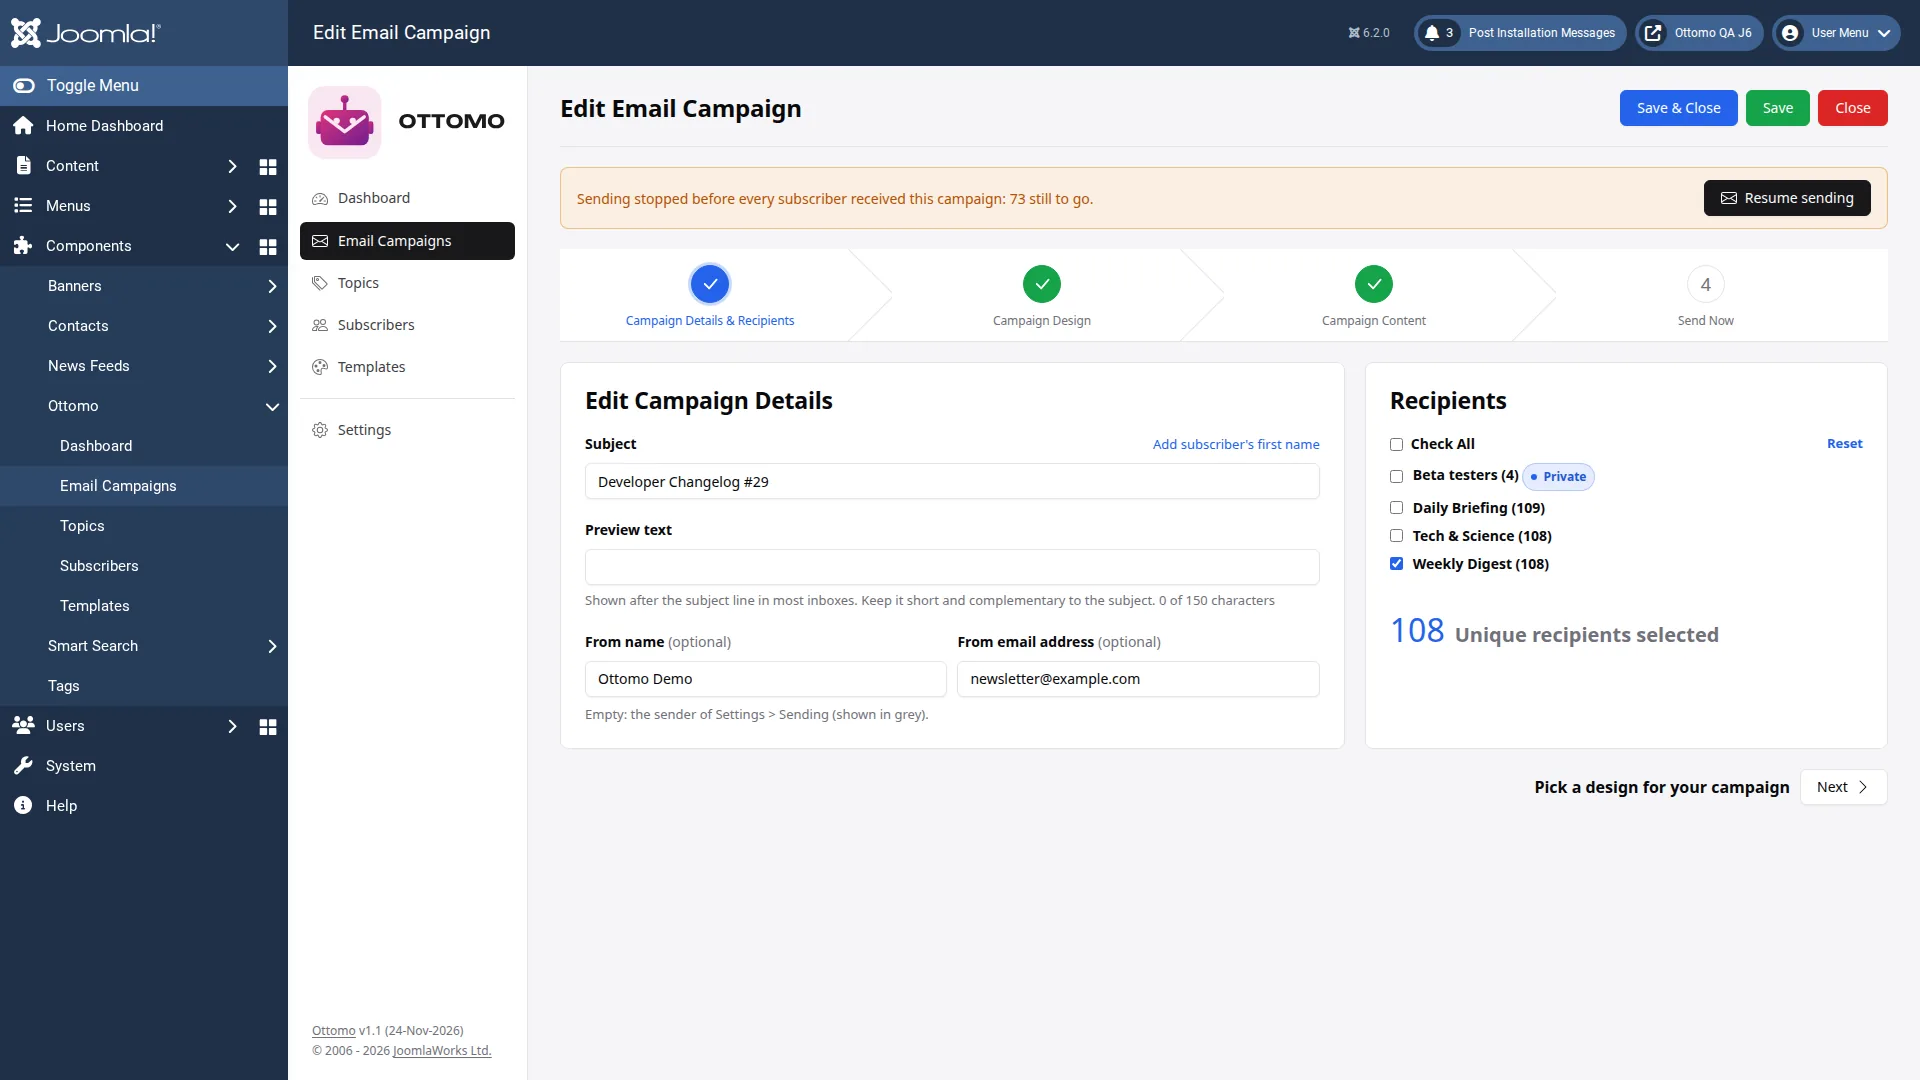 Joomla!
Edit Email Campaign
6.2.0
3
Post Installation Messages
Ottomo QA J6
User Menu
Toggle Menu
Home Dashboard
Content
Menus
Components
Banners
Contacts
News Feeds
Ottomo
Dashboard
Email Campaigns
Topics
Subscribers
Templates
Smart Search
Tags
Users
System
Help
OTTOMO
Dashboard
Email Campaigns
Topics
Subscribers
Templates
Settings
Ottomo v1.1 (24-Nov-2026)
© 2006 - 2026 JoomlaWorks Ltd.
Edit Email Campaign
Save & Close
Save
Close
Sending stopped before every subscriber received this campaign: 73 still to go.
Resume sending
Campaign Details & Recipients
Campaign Design
Campaign Content
4
Send Now
Edit Campaign Details
Subject
Add subscriber's first name
Developer Changelog #29
Preview text
Shown after the subject line in most inboxes. Keep it short and complementary to the subject. 0 of 150 characters
From name (optional)
From email address (optional)
Ottomo Demo
newsletter@example.com
Empty: the sender of Settings > Sending (shown in grey).
Recipients
Check All
Reset
Beta testers (4)
Private
Daily Briefing (109)
Tech & Science (108)
Weekly Digest (108)
108 Unique recipients selected
Pick a design for your campaign
Next